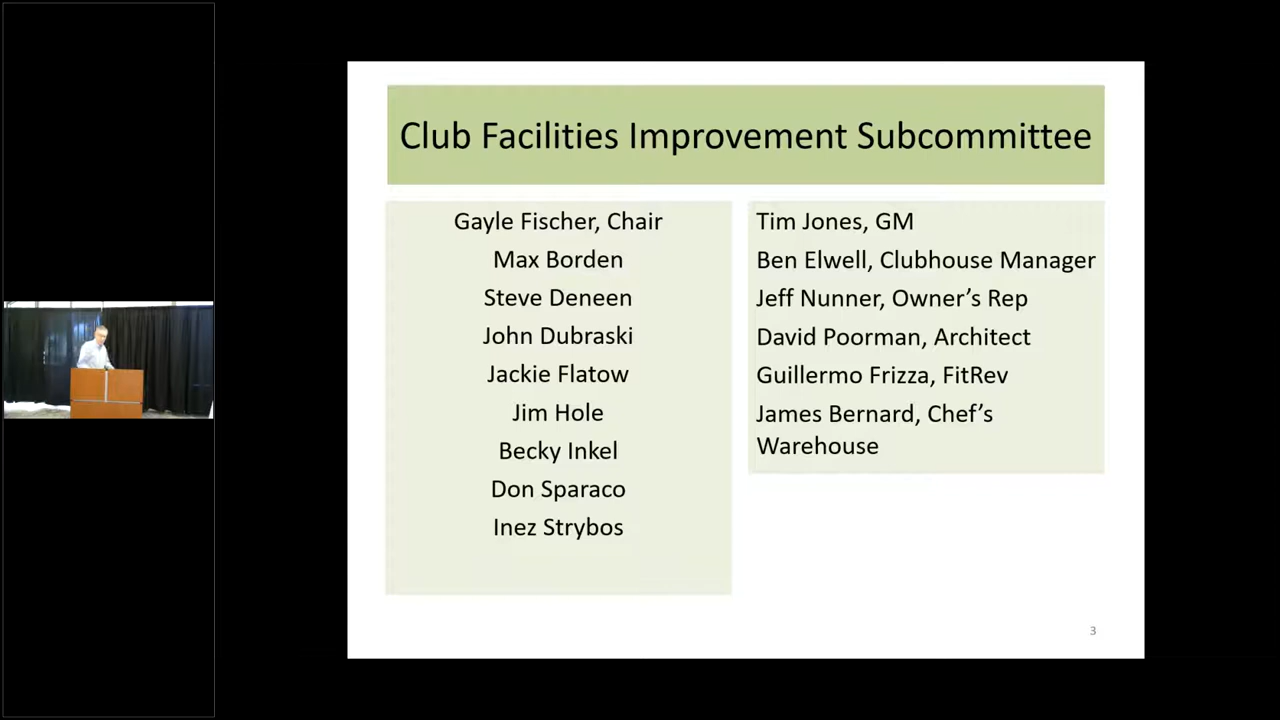 Club Facilities Improvement Subcommittee
Gayle Fischer, Chair
Max Borden
Steve Deneen
John Dubraski
Jackie Flatow
Jim Hole
Becky Inkel
Don Sparaco
Inez Strybos
Tim Jones, GM
Ben Elwell, Clubhouse Manager
Jeff Nunner, Owner’s Rep
David Poorman, Architect
Guillermo Frizza, FitRev
James Bernard, Chef’s
Warehouse
3